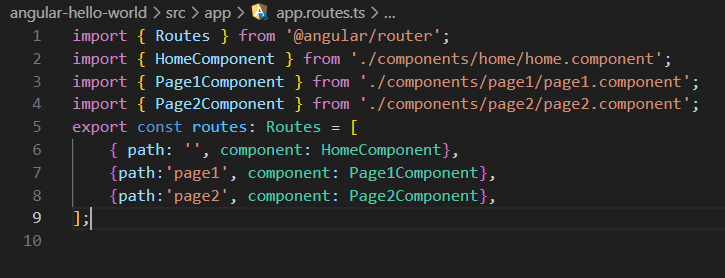 angular-hello-world > src > app > app.routes.ts > ...
1 import { Routes } from '@angular/router';
2 import { HomeComponent } from './components/home/home.component';
3 import { Page1Component } from './components/page1/page1.component';
4 import { Page2Component } from './components/page2/page2.component';
5 export const routes: Routes = [
6     { path: '', component: HomeComponent},
7     {path:'page1', component: Page1Component},
8     {path:'page2', component: Page2Component},
9 ];
10